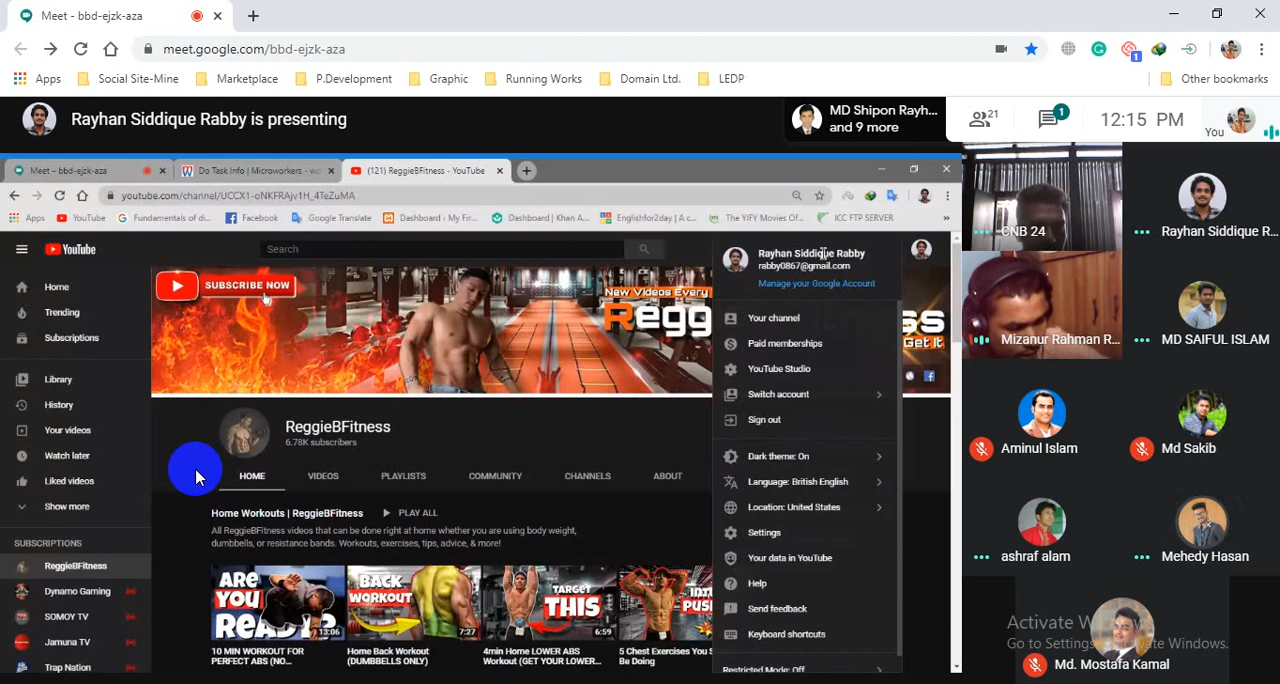 Meet - bbd-ejzk-aza
meet.google.com/bbd-ejzk-aza
1
Apps Social Site-Mine Marketplace P.Development Graphic Running Works Domain Ltd. LEDP Other bookmarks
Rayhan Siddique Rabby is presenting
MD Shipon Rayh...
and 9 more
21
1
12:15 PM
You
Meet – bbd-ejzk-aza
Do Task Info | Microworkers - wo
(121) ReggieBFitness - YouTube
youtube.com/channel/UCCX1-oNKFRAjv1H_4TeZuMA
Apps YouTube Fundamentals of di... Facebook Google Translate Dashboard | My Fir... Dashboard | Khan A... Englishfor2day | A c... The YIFY Movies Of... ICC FTP SERVER »
YouTube
Search
Rayhan Siddique Rabby
rabby0867@gmail.com
Manage your Google Account
Home
Trending
Subscriptions
Library
History
Your videos
Watch later
Liked videos
Show more
SUBSCRIPTIONS
ReggieBFitness
Dynamo Gaming
SOMOY TV
Jamuna TV
Trap Nation
SUBSCRIBE NOW
New Videos Every
Regg
ss
Get It
ReggieBFitness
6.78K subscribers
HOME VIDEOS PLAYLISTS COMMUNITY CHANNELS ABOUT
Home Workouts | ReggieBFitness PLAY ALL
All ReggieBFitness videos that can be done right at home whether you are using body weight,
dumbbells, or resistance bands. Workouts, exercises, tips, advice, & more!
ARE
YOU
READY?
13:06
BACK
WORKOUT
7:27
TARGET
THIS
6:59
10 MIN WORKOUT FOR
PERFECT ABS (NO...
Home Back Workout
(DUMBBELLS ONLY)
4min Home LOWER ABS
Workout (GET YOUR LOWER...
5 Chest Exercises You
Be Doing
Your channel
Paid memberships
YouTube Studio
Switch account
Sign out
Dark theme: On
Language: British English
Location: United States
Settings
Your data in YouTube
Help
Send feedback
Keyboard shortcuts
Restricted Mode: Off
CNB 24
Rayhan Siddique R...
Mizanur Rahman R...
MD SAIFUL ISLAM
Aminul Islam
Md Sakib
ashraf alam
Mehedy Hasan
Md. Mostafa Kamal
Activate Windows
Go to Settings to activate Windows.